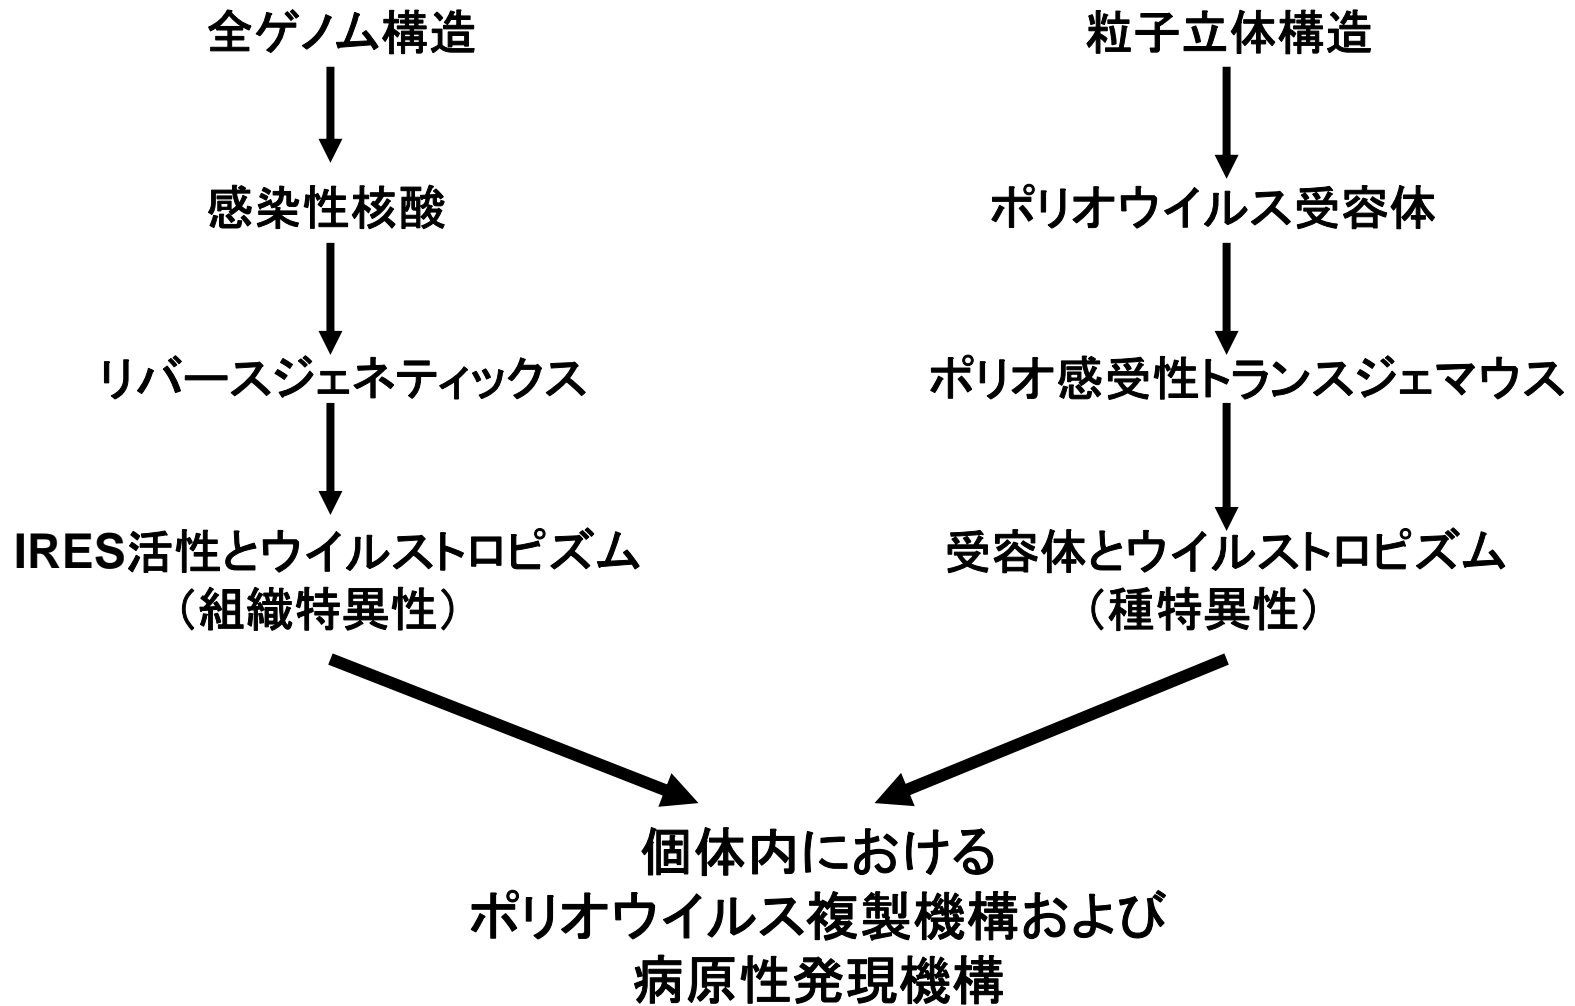 全ゲノム構造
感染性核酸
リバースジェネティックス
IRES活性とウイルストロピズム
（組織特異性）
粒子立体構造
ポリオウイルス受容体
ポリオ感受性トランスジェマウス
受容体とウイルストロピズム
（種特異性）
個体内における
ポリオウイルス複製機構および
病原性発現機構